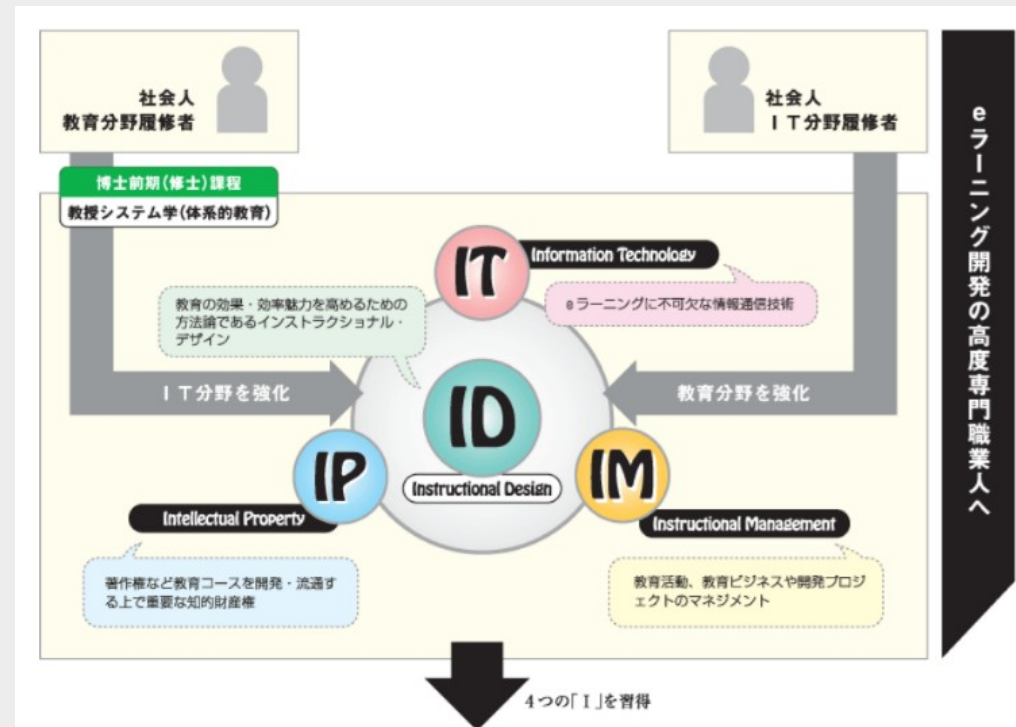 社会人
教育分野履修者
社会人
IT分野履修者
eラーニング開発の高度専門職業人へ
博士前期(修士)課程
教授システム学(体系的教育)
IT
Information Technology
eラーニングに不可欠な情報通信技術
教育の効果・効率魅力を高めるための
方法論であるインストラクショナル・
デザイン
IT分野を強化
教育分野を強化
ID
Instructional Design
IP
Intellectual Property
著作権など教育コースを開発・流通す
る上で重要な知的財産権
IM
Instructional Management
教育活動、教育ビジネスや開発プロジ
ェクトのマネジメント
4つの「I」を習得